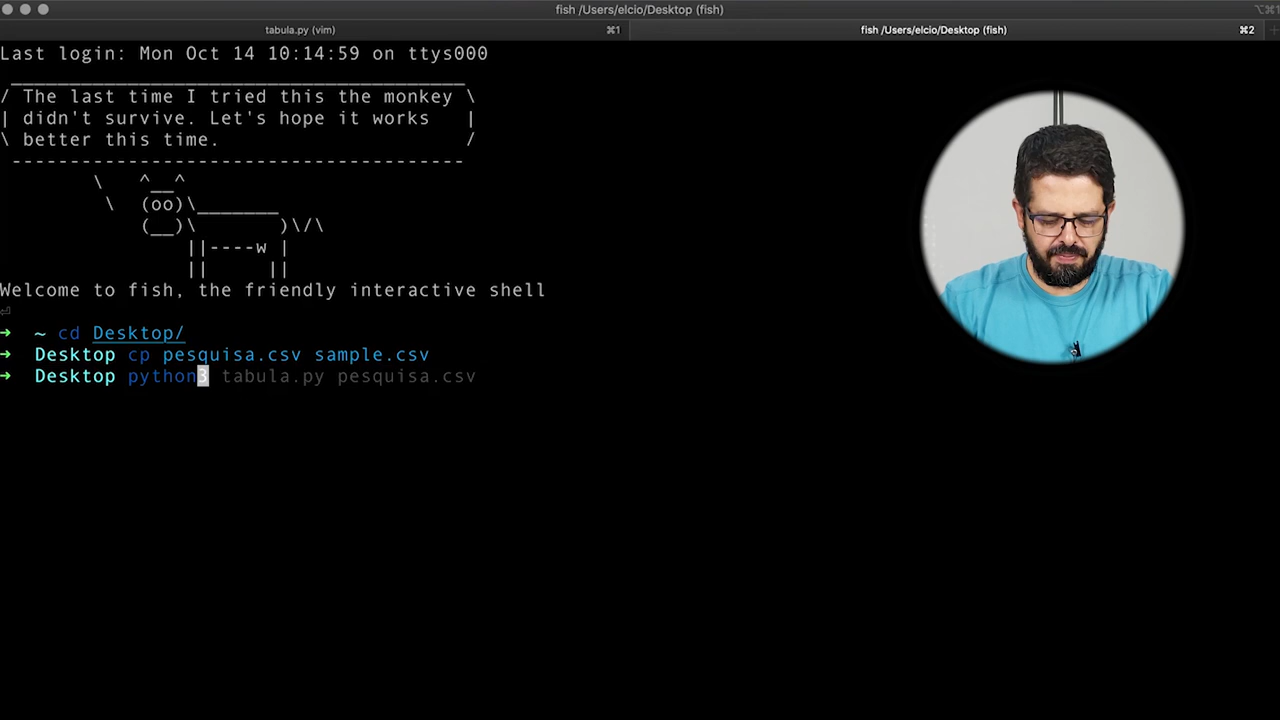 fish /Users/elcio/Desktop (fish)
⌥⌘1
tabula.py (vim) ⌘1 fish /Users/elcio/Desktop (fish) ⌘2 +
Last login: Mon Oct 14 10:14:59 on ttys000
 _______________________________________
/ The last time I tried this the monkey \
| didn't survive. Let's hope it works   |
\ better this time.                     /
 ---------------------------------------
        \   ^__^
         \  (oo)\_______
            (__)\       )\/\
                ||----w |
                ||     ||
Welcome to fish, the friendly interactive shell
⏎
➜  ~ cd Desktop/
➜  Desktop cp pesquisa.csv sample.csv
➜  Desktop python3 tabula.py pesquisa.csv